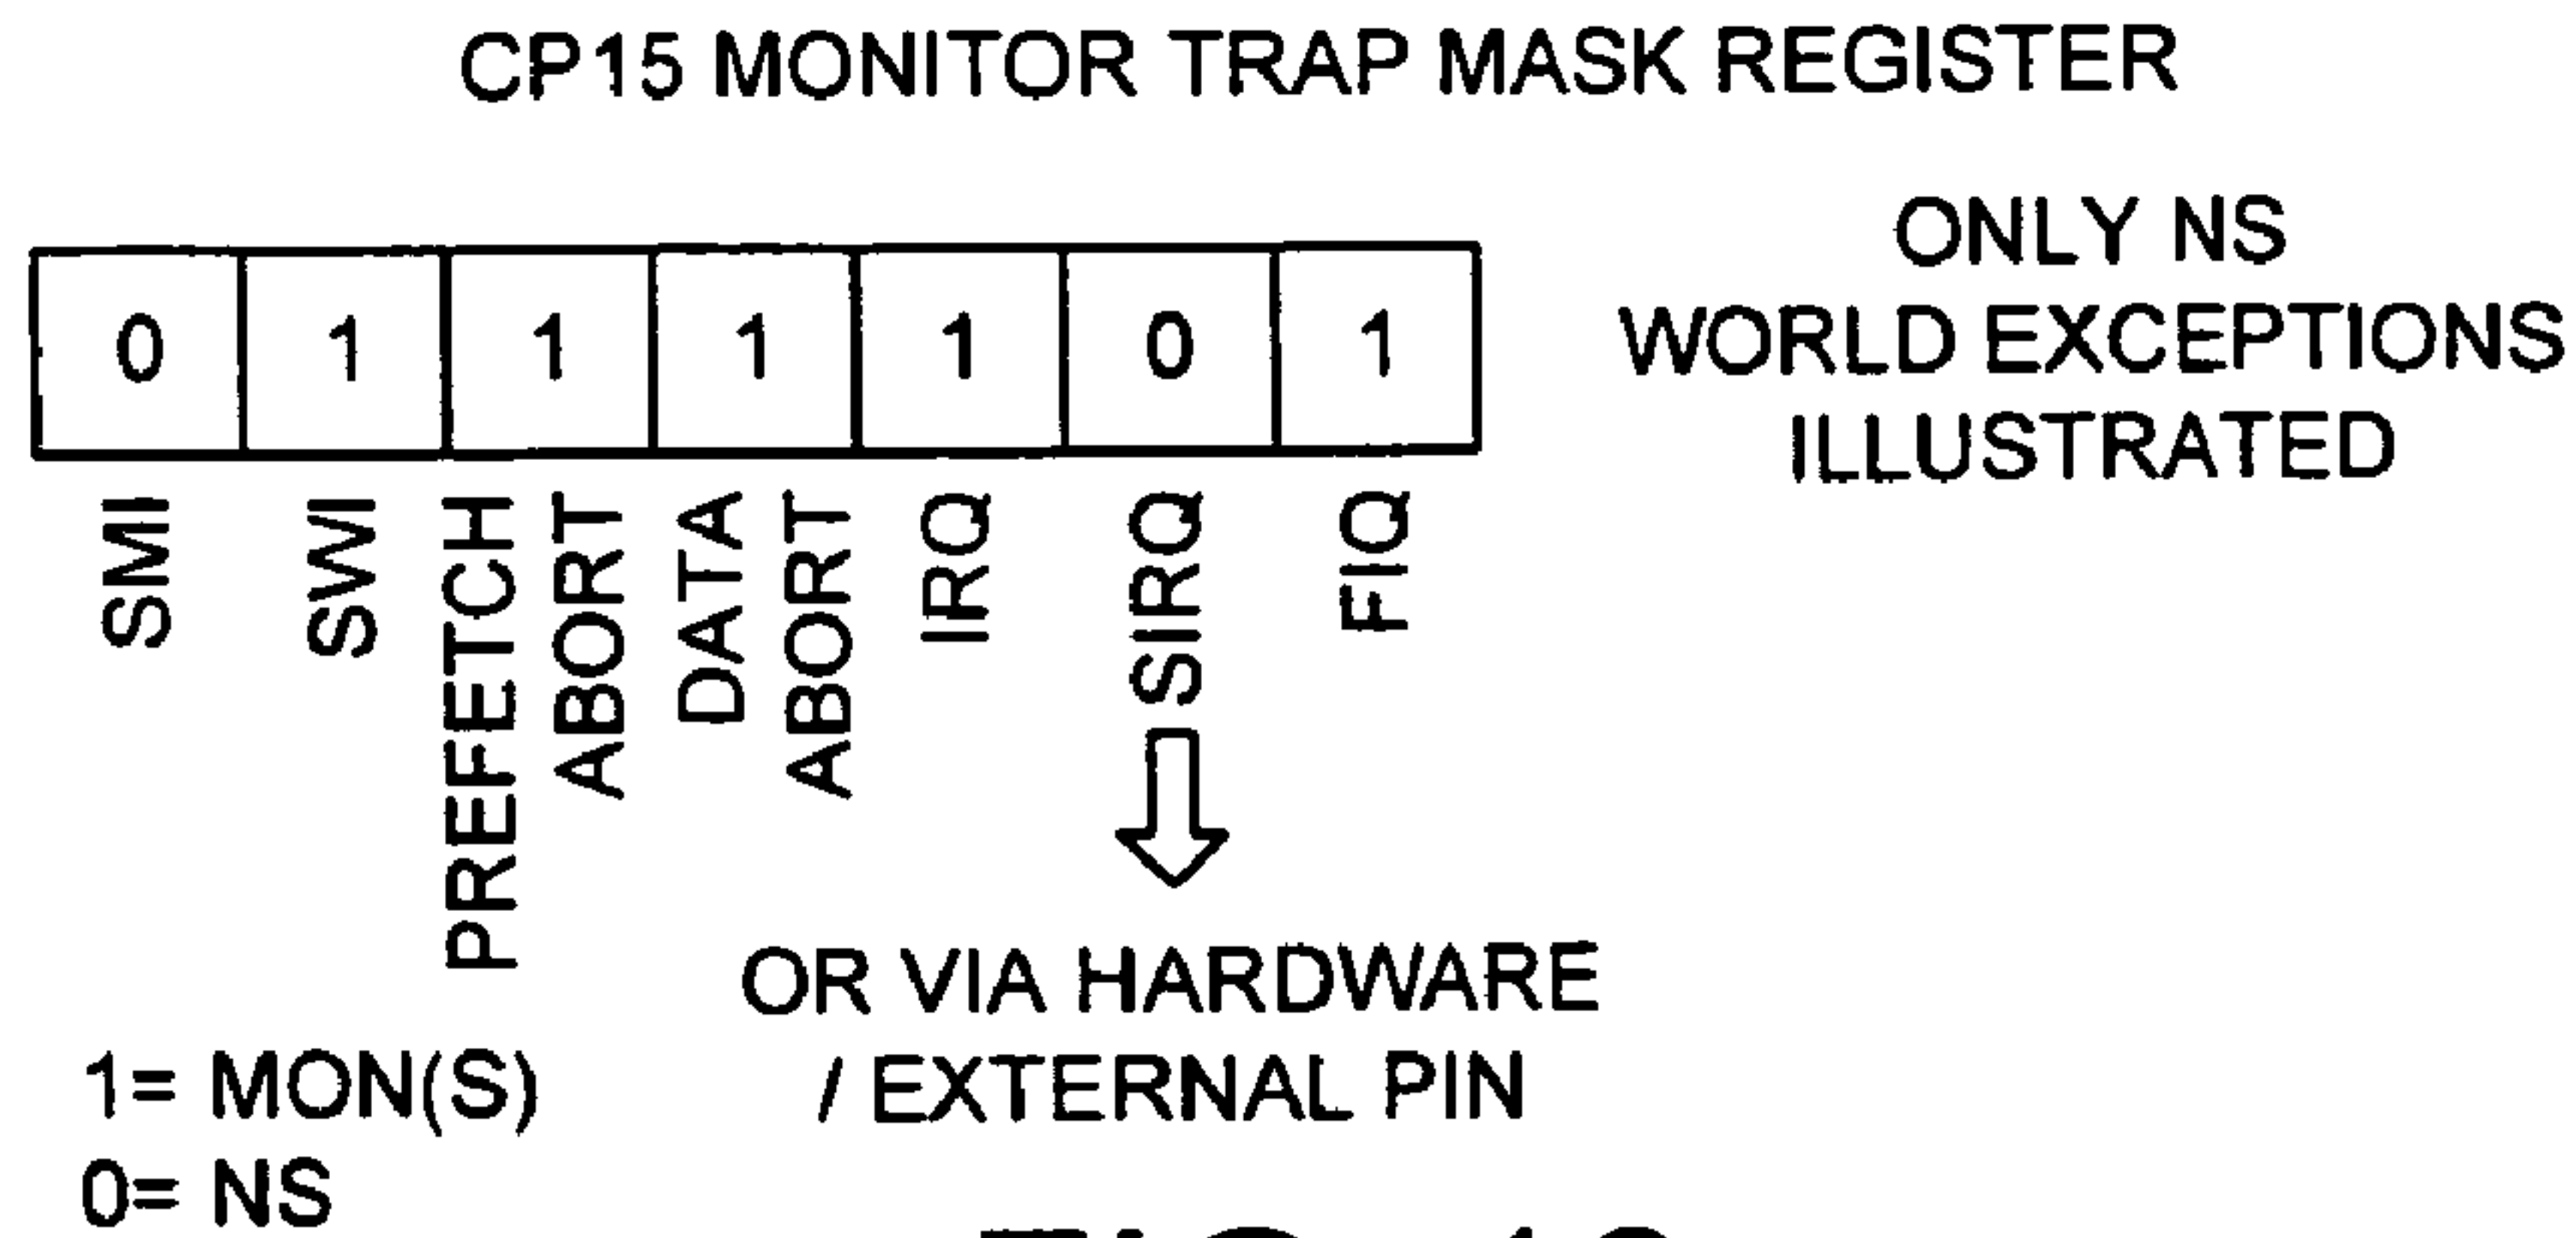 CP15 MONITOR TRAP MASK REGISTER
ONLY NS
WORLD EXCEPTIONS
ILLUSTRATED
0 1 1 1 1 0 1
SMI
SWI
PREFETCH
ABORT
DATA
ABORT
IRQ
SIRQ
FIQ
OR VIA HARDWARE
/ EXTERNAL PIN
1= MON(S)
0= NS